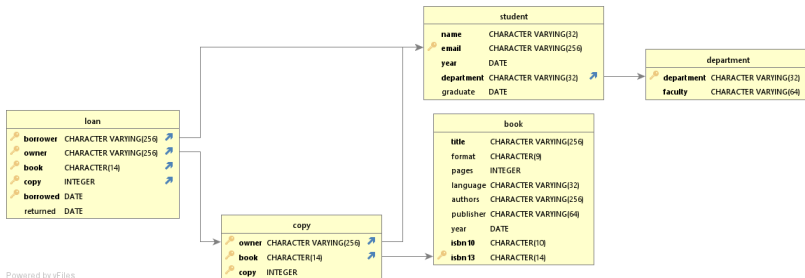 student
name CHARACTER VARYING(32)
email CHARACTER VARYING(256)
year DATE
department CHARACTER VARYING(32)
graduate DATE
department
department CHARACTER VARYING(32)
faculty CHARACTER VARYING(64)
loan
borrower CHARACTER VARYING(256)
owner CHARACTER VARYING(256)
book CHARACTER(14)
copy INTEGER
borrowed DATE
returned DATE
book
title CHARACTER VARYING(256)
format CHARACTER(9)
pages INTEGER
language CHARACTER VARYING(32)
authors CHARACTER VARYING(256)
publisher CHARACTER VARYING(64)
year DATE
isbn10 CHARACTER(10)
isbn13 CHARACTER(14)
copy
owner CHARACTER VARYING(256)
book CHARACTER(14)
copy INTEGER
Powered by yFiles